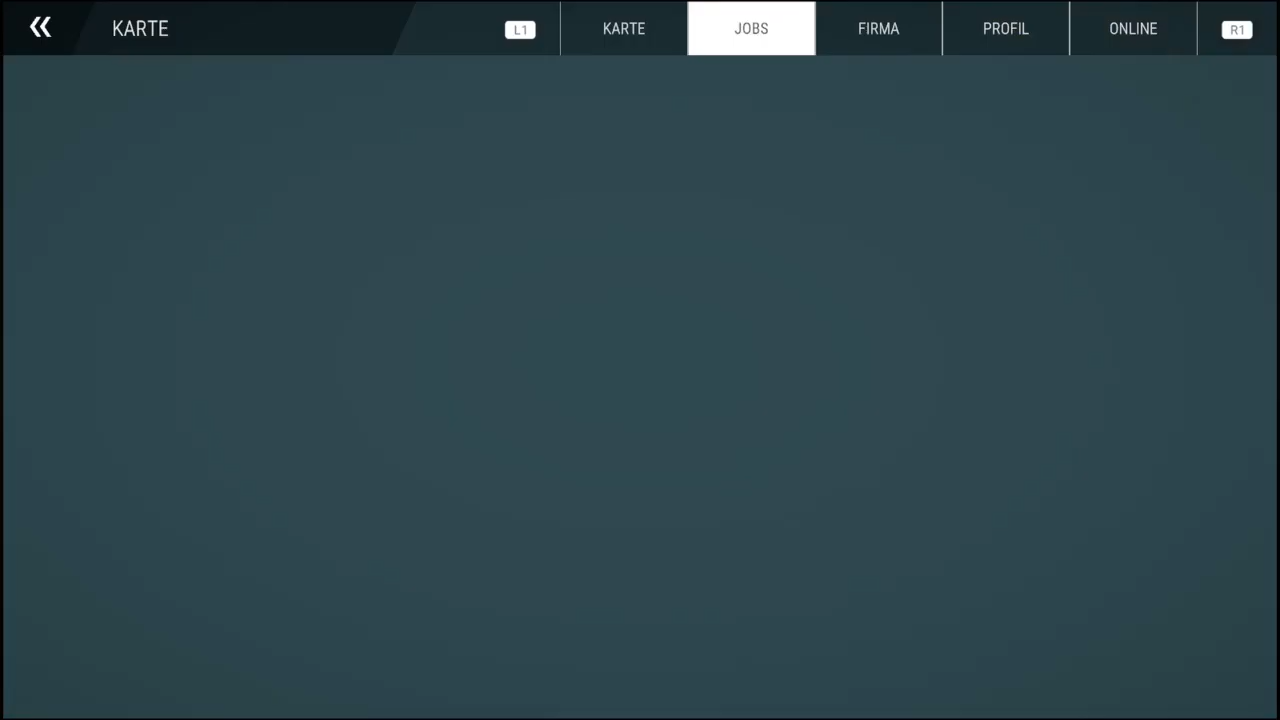 KARTE
L1
KARTE
JOBS
FIRMA
PROFIL
ONLINE
R1